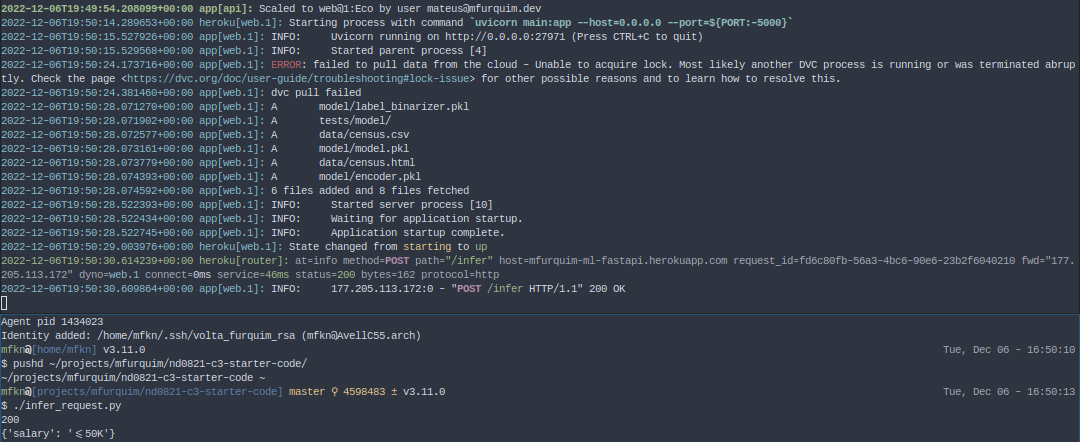 2022-12-06T19:49:54.208099+00:00 app[api]: Scaled to web@1:Eco by user mateus@mfurquim.dev
2022-12-06T19:50:14.289653+00:00 heroku[web.1]: Starting process with command `uvicorn main:app --host=0.0.0.0 --port=${PORT:-5000}`
2022-12-06T19:50:15.527926+00:00 app[web.1]: INFO:     Uvicorn running on http://0.0.0.0:27971 (Press CTRL+C to quit)
2022-12-06T19:50:15.529568+00:00 app[web.1]: INFO:     Started parent process [4]
2022-12-06T19:50:24.173716+00:00 app[web.1]: ERROR: failed to pull data from the cloud - Unable to acquire lock. Most likely another DVC process is running or was terminated abrup
tly. Check the page <https://dvc.org/doc/user-guide/troubleshooting#lock-issue> for other possible reasons and to learn how to resolve this.
2022-12-06T19:50:24.381460+00:00 app[web.1]: dvc pull failed
2022-12-06T19:50:28.071270+00:00 app[web.1]: A       model/label_binarizer.pkl
2022-12-06T19:50:28.071902+00:00 app[web.1]: A       tests/model/
2022-12-06T19:50:28.072577+00:00 app[web.1]: A       data/census.csv
2022-12-06T19:50:28.073161+00:00 app[web.1]: A       model/model.pkl
2022-12-06T19:50:28.073779+00:00 app[web.1]: A       data/census.html
2022-12-06T19:50:28.074393+00:00 app[web.1]: A       model/encoder.pkl
2022-12-06T19:50:28.074592+00:00 app[web.1]: 6 files added and 8 files fetched
2022-12-06T19:50:28.522393+00:00 app[web.1]: INFO:     Started server process [10]
2022-12-06T19:50:28.522434+00:00 app[web.1]: INFO:     Waiting for application startup.
2022-12-06T19:50:28.522745+00:00 app[web.1]: INFO:     Application startup complete.
2022-12-06T19:50:29.003976+00:00 heroku[web.1]: State changed from starting to up
2022-12-06T19:50:30.614239+00:00 heroku[router]: at=info method=POST path="/infer" host=mfurquim-ml-fastapi.herokuapp.com request_id=fd6c80fb-56a3-4bc6-90e6-23b2f6040210 fwd="177.
205.113.172" dyno=web.1 connect=0ms service=46ms status=200 bytes=162 protocol=http
2022-12-06T19:50:30.609864+00:00 app[web.1]: INFO:     177.205.113.172:0 - "POST /infer HTTP/1.1" 200 OK
Agent pid 1434023
Identity added: /home/mfkn/.ssh/volta_furquim_rsa (mfkn@AvellC55.arch)
mfkn@[home/mfkn] v3.11.0 Tue, Dec 06 - 16:50:10
$ pushd ~/projects/mfurquim/nd0821-c3-starter-code/
~/projects/mfurquim/nd0821-c3-starter-code ~
mfkn@[projects/mfurquim/nd0821-c3-starter-code] master ⚲ 4598483 ± v3.11.0 Tue, Dec 06 - 16:50:13
$ ./infer_request.py
200
{'salary': '⩽50K'}